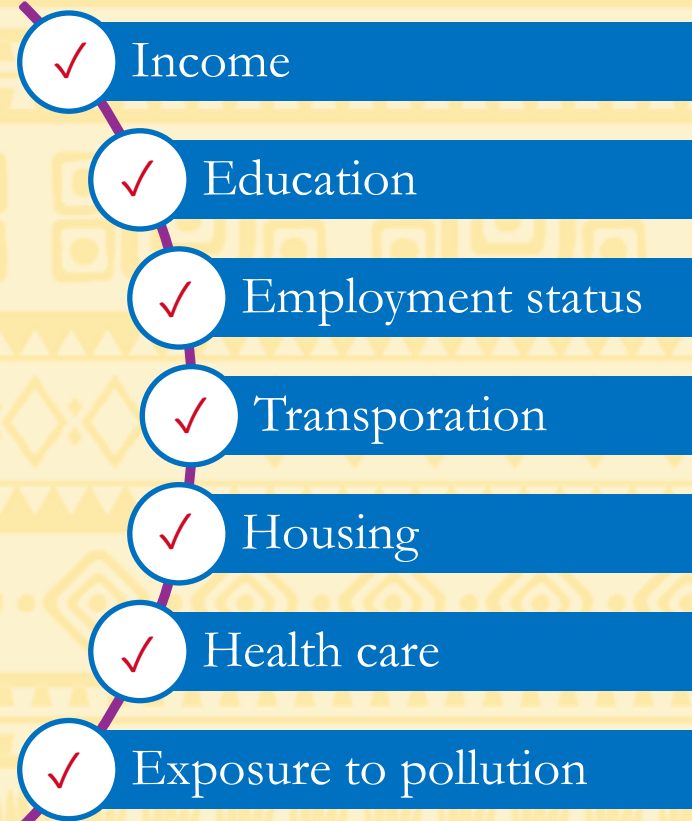 ✓ Income
✓ Education
✓ Employment status
✓ Transporation
✓ Housing
✓ Health care
✓ Exposure to pollution